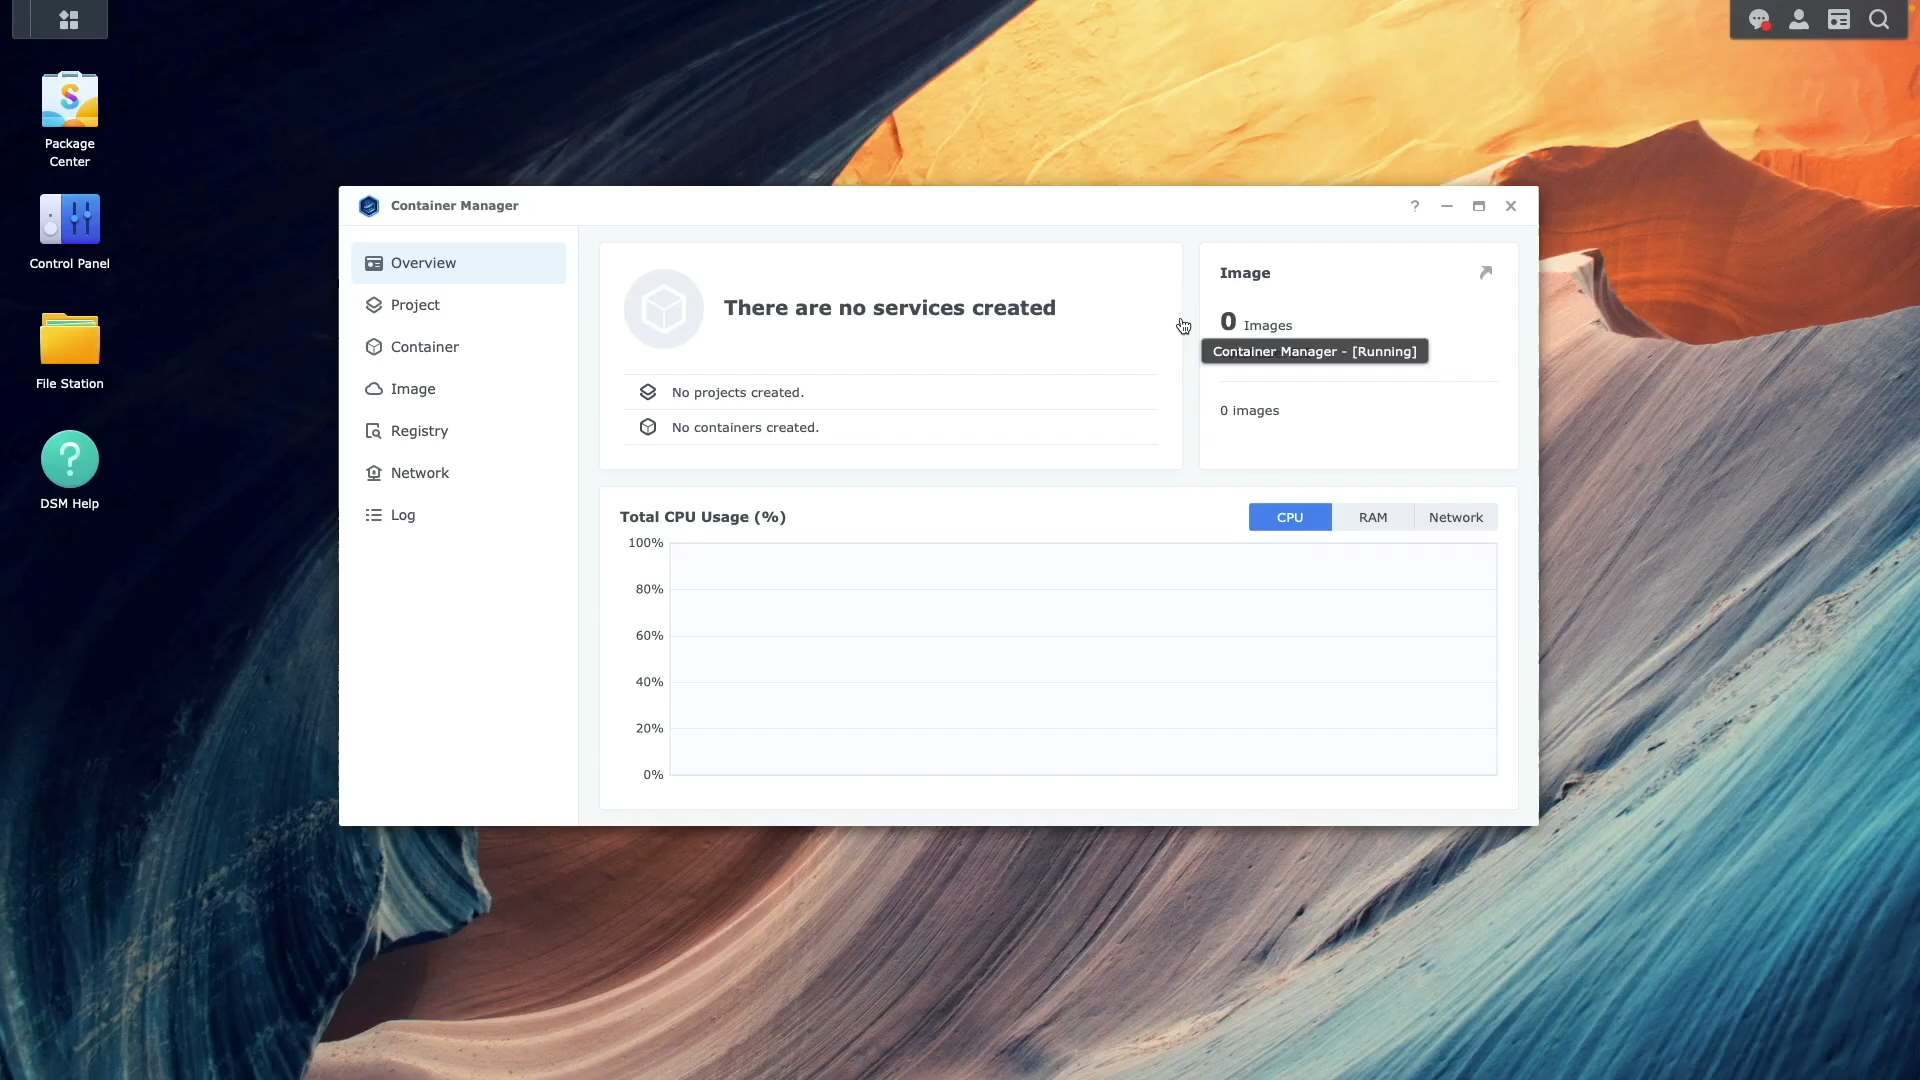 Package
Center
Control Panel
File Station
DSM Help
Container Manager
Overview
Project
Container
Image
Registry
Network
Log
There are no services created
No projects created.
No containers created.
Image
0 Images
Container Manager - [Running]
0 images
Total CPU Usage (%)
CPU
RAM
Network
100%
80%
60%
40%
20%
0%